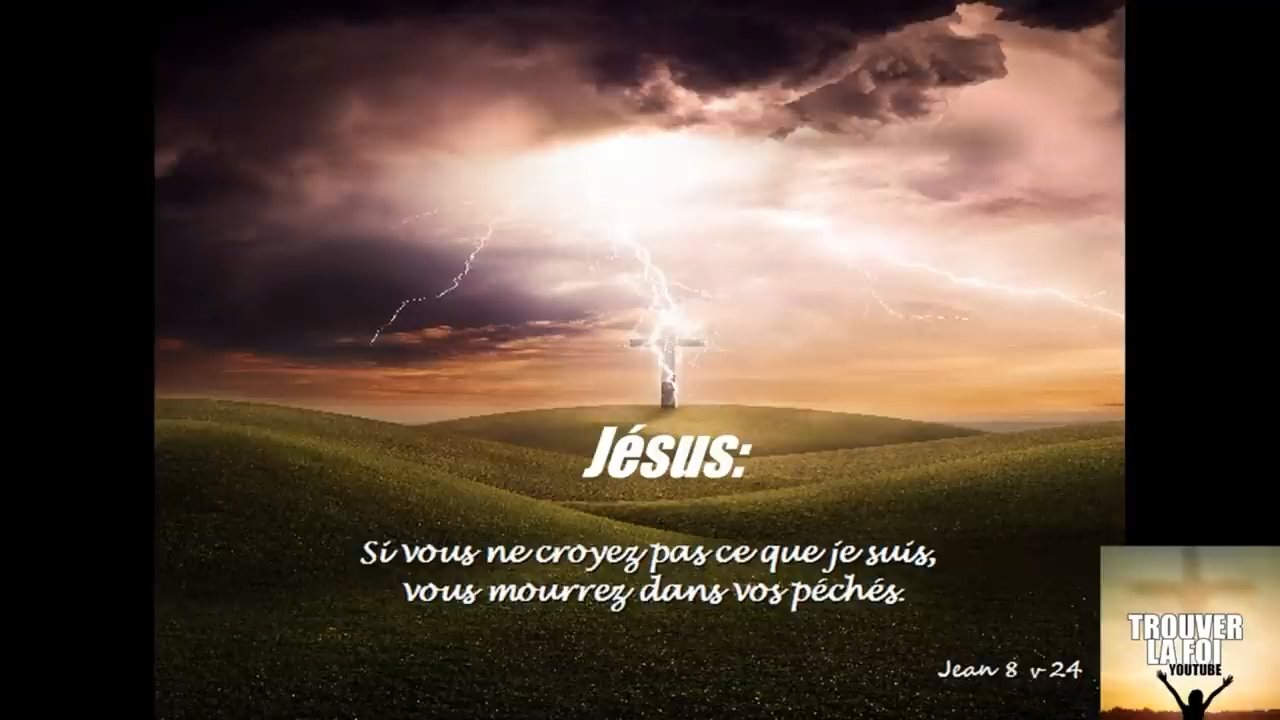 Jésus:
Si vous ne croyez pas ce que je suis,
vous mourrez dans vos péchés.
Jean 8 v 24
TROUVER
LA FOI
YOUTUBE